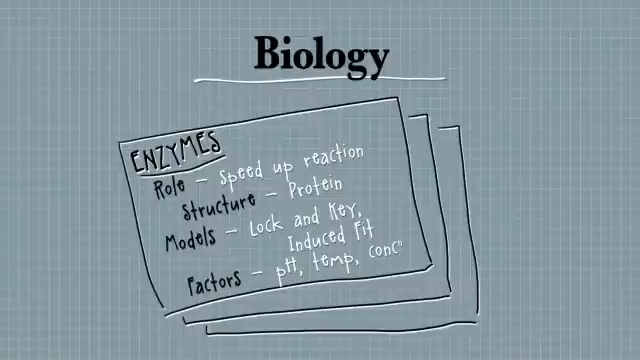 Biology
ENZYMES
Role - Speed up reaction
Structure - Protein
Models - Lock and Key,
Induced Fit
Factors - pH, temp, concⁿ